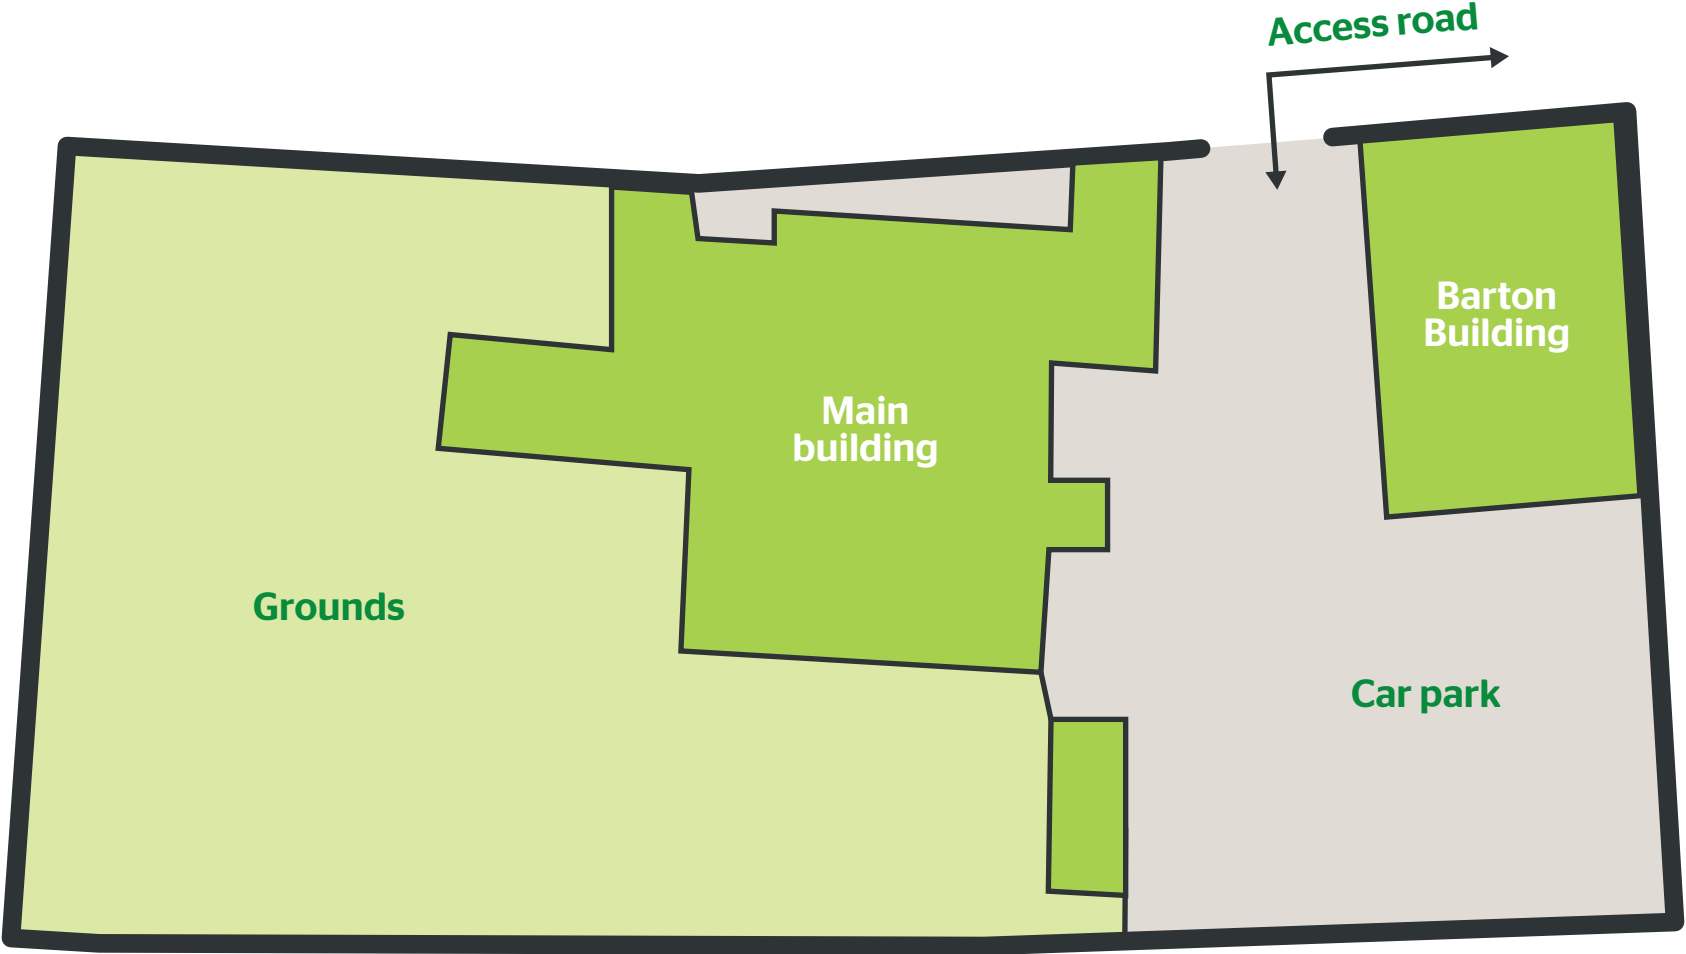 Access road
Barton
Building
Main
building
Grounds
Car park